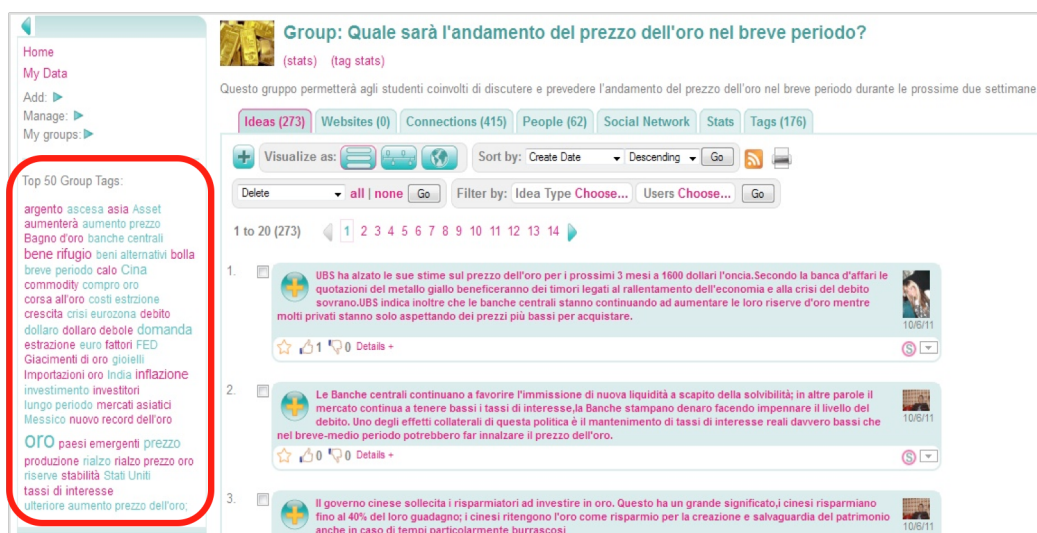 Home
My Data
Add:
Manage:
My groups:
Top 50 Group Tags:
argento ascesa asia Asset
aumenterà aumento prezzo
Bagno d'oro banche centrali
bene rifugio beni alternativi bolla
breve periodo calo Cina
commodity compro oro
corsa all'oro costi estrzione
crescita crisi eurozona debito
dollaro dollaro debole domanda
estrazione euro fattori FED
Giacimenti di oro gioielli
Importazioni oro India inflazione
investimento investitori
lungo periodo mercati asiatici
Messico nuovo record dell'oro
oro paesi emergenti prezzo
produzione rialzo rialzo prezzo oro
riserve stabilità Stati Uniti
tassi di interesse
ulteriore aumento prezzo dell'oro;
Group: Quale sarà l'andamento del prezzo dell'oro nel breve periodo?
(stats) (tag stats)
Questo gruppo permetterà agli studenti coinvolti di discutere e prevedere l'andamento del prezzo dell'oro nel breve periodo durante le prossime due settimane
Ideas (273) Websites (0) Connections (415) People (62) Social Network Stats Tags (176)
Visualize as: Sort by: Create Date Descending Go
Delete all | none Go Filter by: Idea Type Choose... Users Choose... Go
1 to 20 (273) 1 2 3 4 5 6 7 8 9 10 11 12 13 14
1.
UBS ha alzato le sue stime sul prezzo dell'oro per i prossimi 3 mesi a 1600 dollari l'oncia.Secondo la banca d'affari le
quotazioni del metallo giallo beneficeranno dei timori legati al rallentamento dell'economia e alla crisi del debito
sovrano.UBS indica inoltre che le banche centrali stanno continuando ad aumentare le loro riserve d'oro mentre
molti privati stanno solo aspettando dei prezzi più bassi per acquistare.
10/6/11
1 0 Details +
S
2.
Le Banche centrali continuano a favorire l'immissione di nuova liquidità a scapito della solvibilità; in altre parole il
mercato continua a tenere bassi i tassi di interesse,la Banche stampano denaro facendo impennare il livello del
debito. Uno degli effetti collaterali di questa politica è il mantenimento di tassi di interesse reali davvero bassi che
nel breve-medio periodo potrebbero far innalzare il prezzo dell'oro.
10/6/11
0 0 Details +
S
3.
Il governo cinese sollecita i risparmiatori ad investire in oro. Questo ha un grande significato,i cinesi risparmiano
fino al 40% del loro guadagno; i cinesi ritengono l'oro come risparmio per la creazione e salvaguardia del patrimonio
anche in caso di tempi particolarmente burrascosi
10/6/11